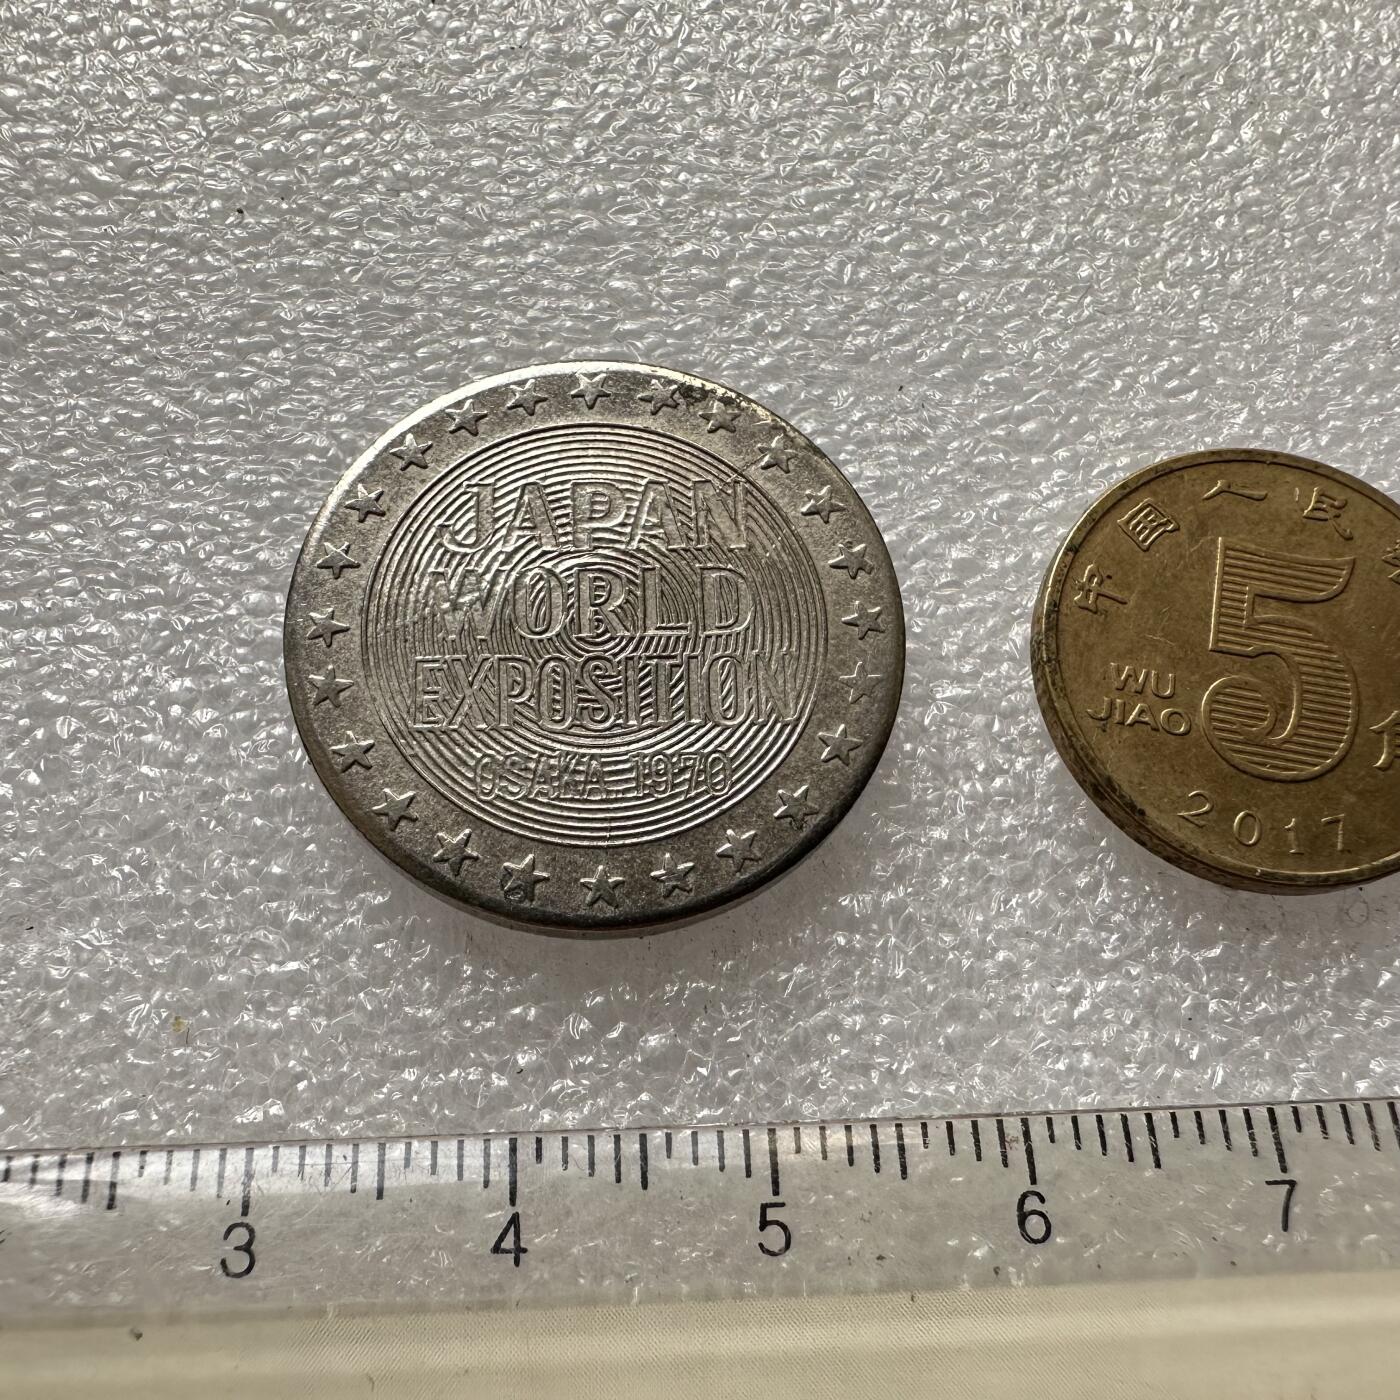 JAPAN
WORLD
EXPOSITION
OSAKA 1970
中国人民
WU
JIAO
5
角
2017
3 4 5 6 7